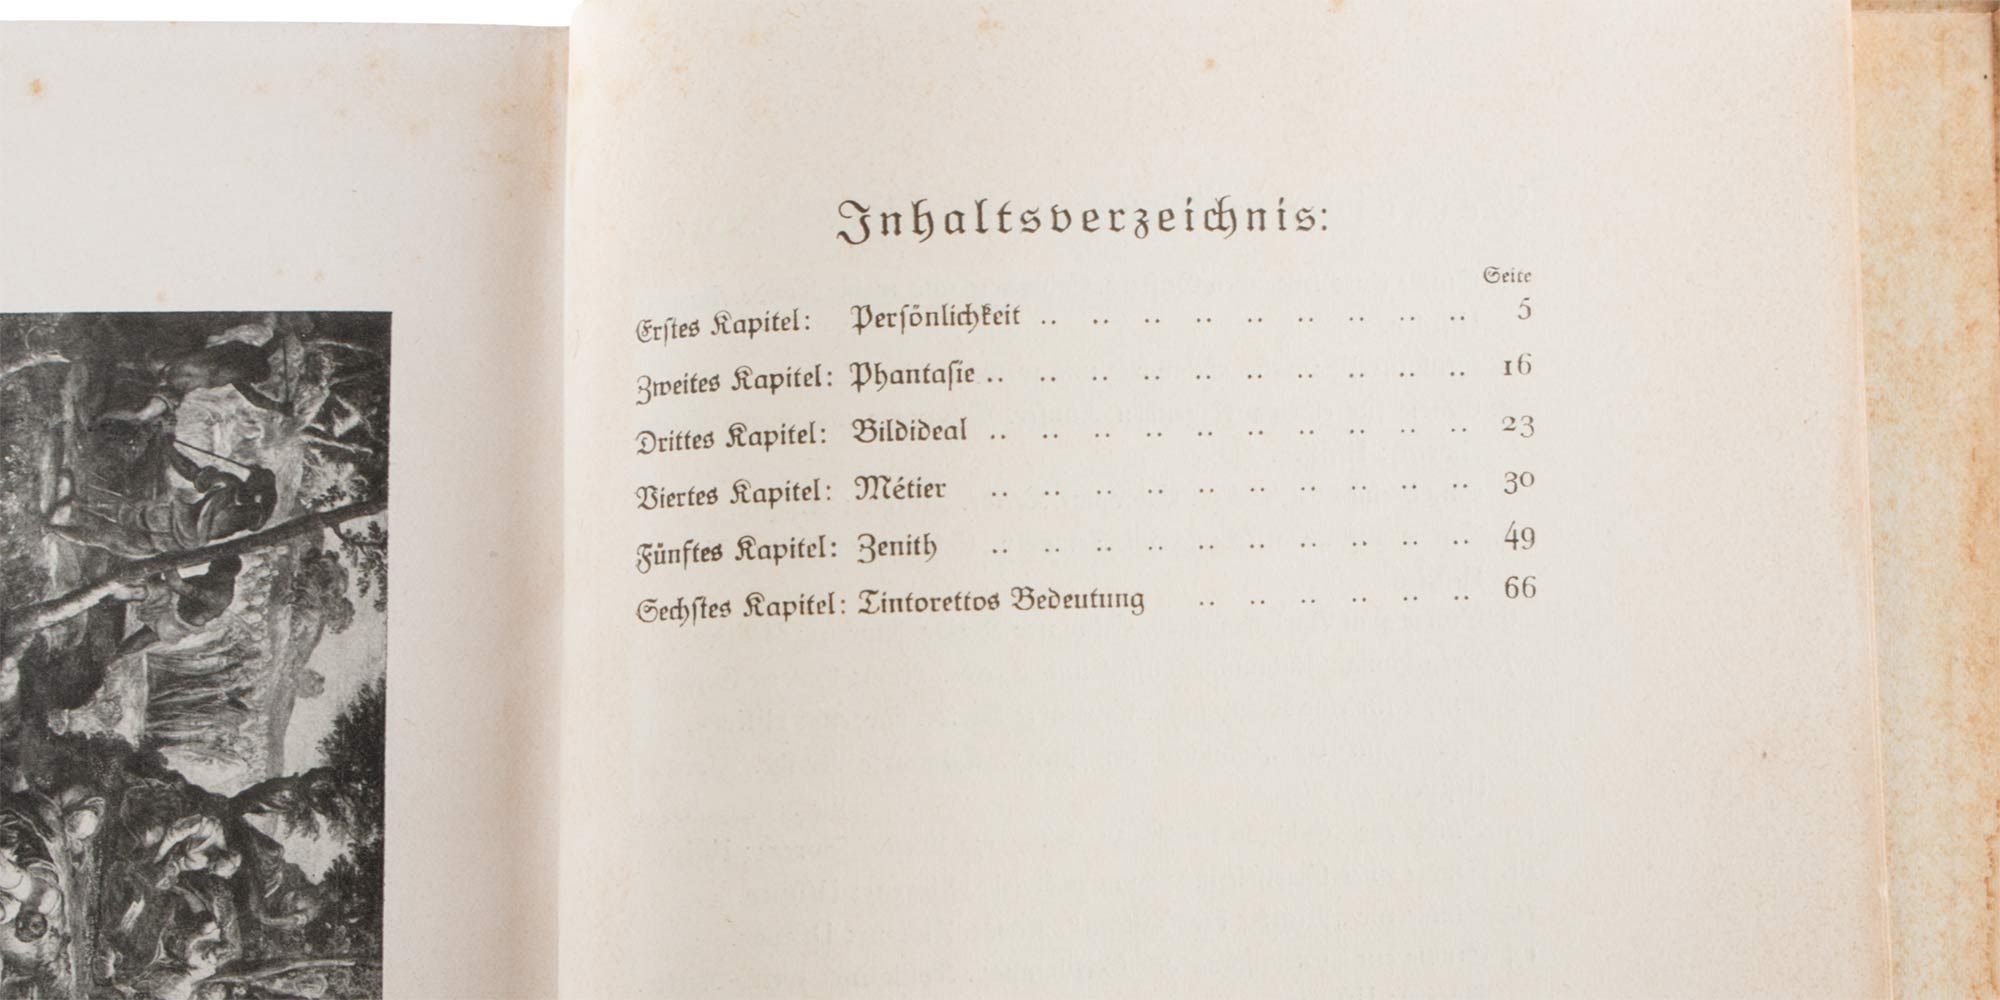 Inhaltsverzeichnis:
Seite
Erstes Kapitel: Persönlichkeit .. .. .. .. .. .. .. .. .. 5
Zweites Kapitel: Phantasie .. .. .. .. .. .. .. .. .. .. 16
Drittes Kapitel: Bildideal .. .. .. .. .. .. .. .. .. .. 23
Viertes Kapitel: Métier .. .. .. .. .. .. .. .. .. .. 30
Fünftes Kapitel: Zenith .. .. .. .. .. .. .. .. .. .. 49
Sechstes Kapitel: Tintorettos Bedeutung .. .. .. .. .. .. 66